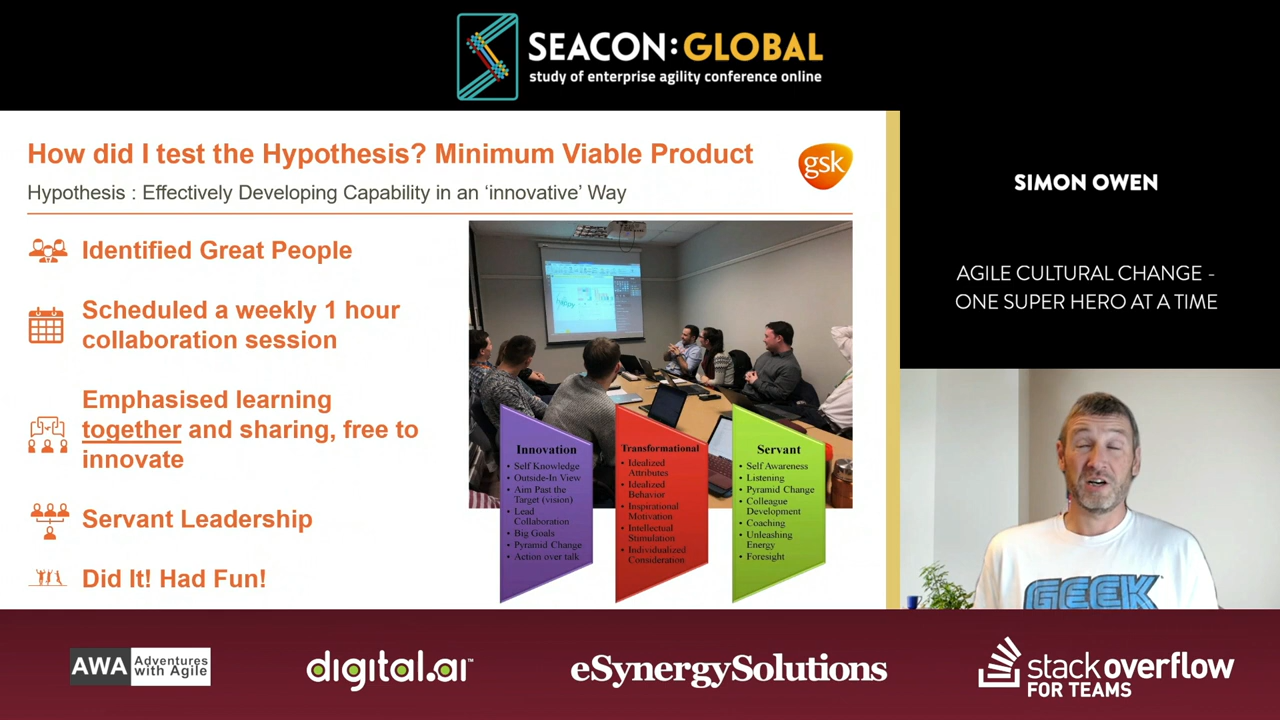 SEACON:GLOBAL
study of enterprise agility conference online
How did I test the Hypothesis? Minimum Viable Product
gsk
Hypothesis : Effectively Developing Capability in an ‘innovative’ Way
Identified Great People
Scheduled a weekly 1 hour
collaboration session
Emphasised learning
together and sharing, free to
innovate
Servant Leadership
Did It! Had Fun!
Innovation
• Self Knowledge
• Outside-In View
• Aim Past the
Target (vision)
• Lead
Collaboration
• Big Goals
• Pyramid Change
• Action over talk
Transformational
• Idealized
Attributes
• Idealized
Behavior
• Inspirational
Motivation
• Intellectual
Stimulation
• Individualized
Consideration
Servant
• Self Awareness
• Listening
• Pyramid Change
• Colleague
Development
• Coaching
• Unleashing
Energy
• Foresight
SIMON OWEN
AGILE CULTURAL CHANGE -
ONE SUPER HERO AT A TIME
GEEK
AWA Adventures
with Agile
digital.ai™
eSynergySolutions
stackoverflow
FOR TEAMS